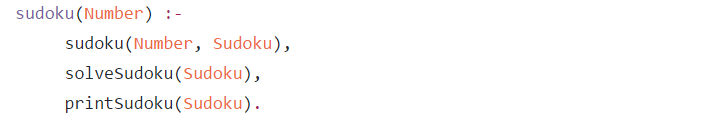 sudoku(Number) :-
     sudoku(Number, Sudoku),
     solveSudoku(Sudoku),
     printSudoku(Sudoku).